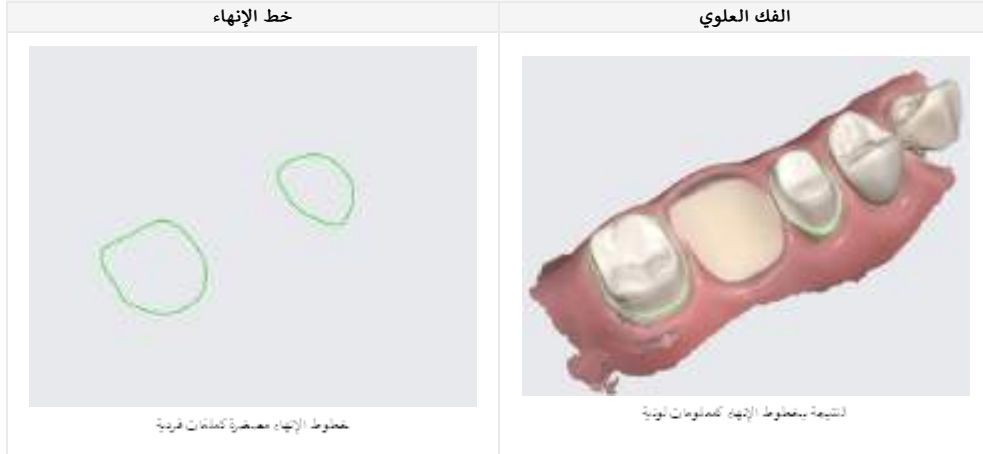 الفك العلوي
خط الإنهاء
النتيجة بخطوط الإنهاء كمعلومات لونية
خطوط الإنهاء مصدرة كملفات فردية